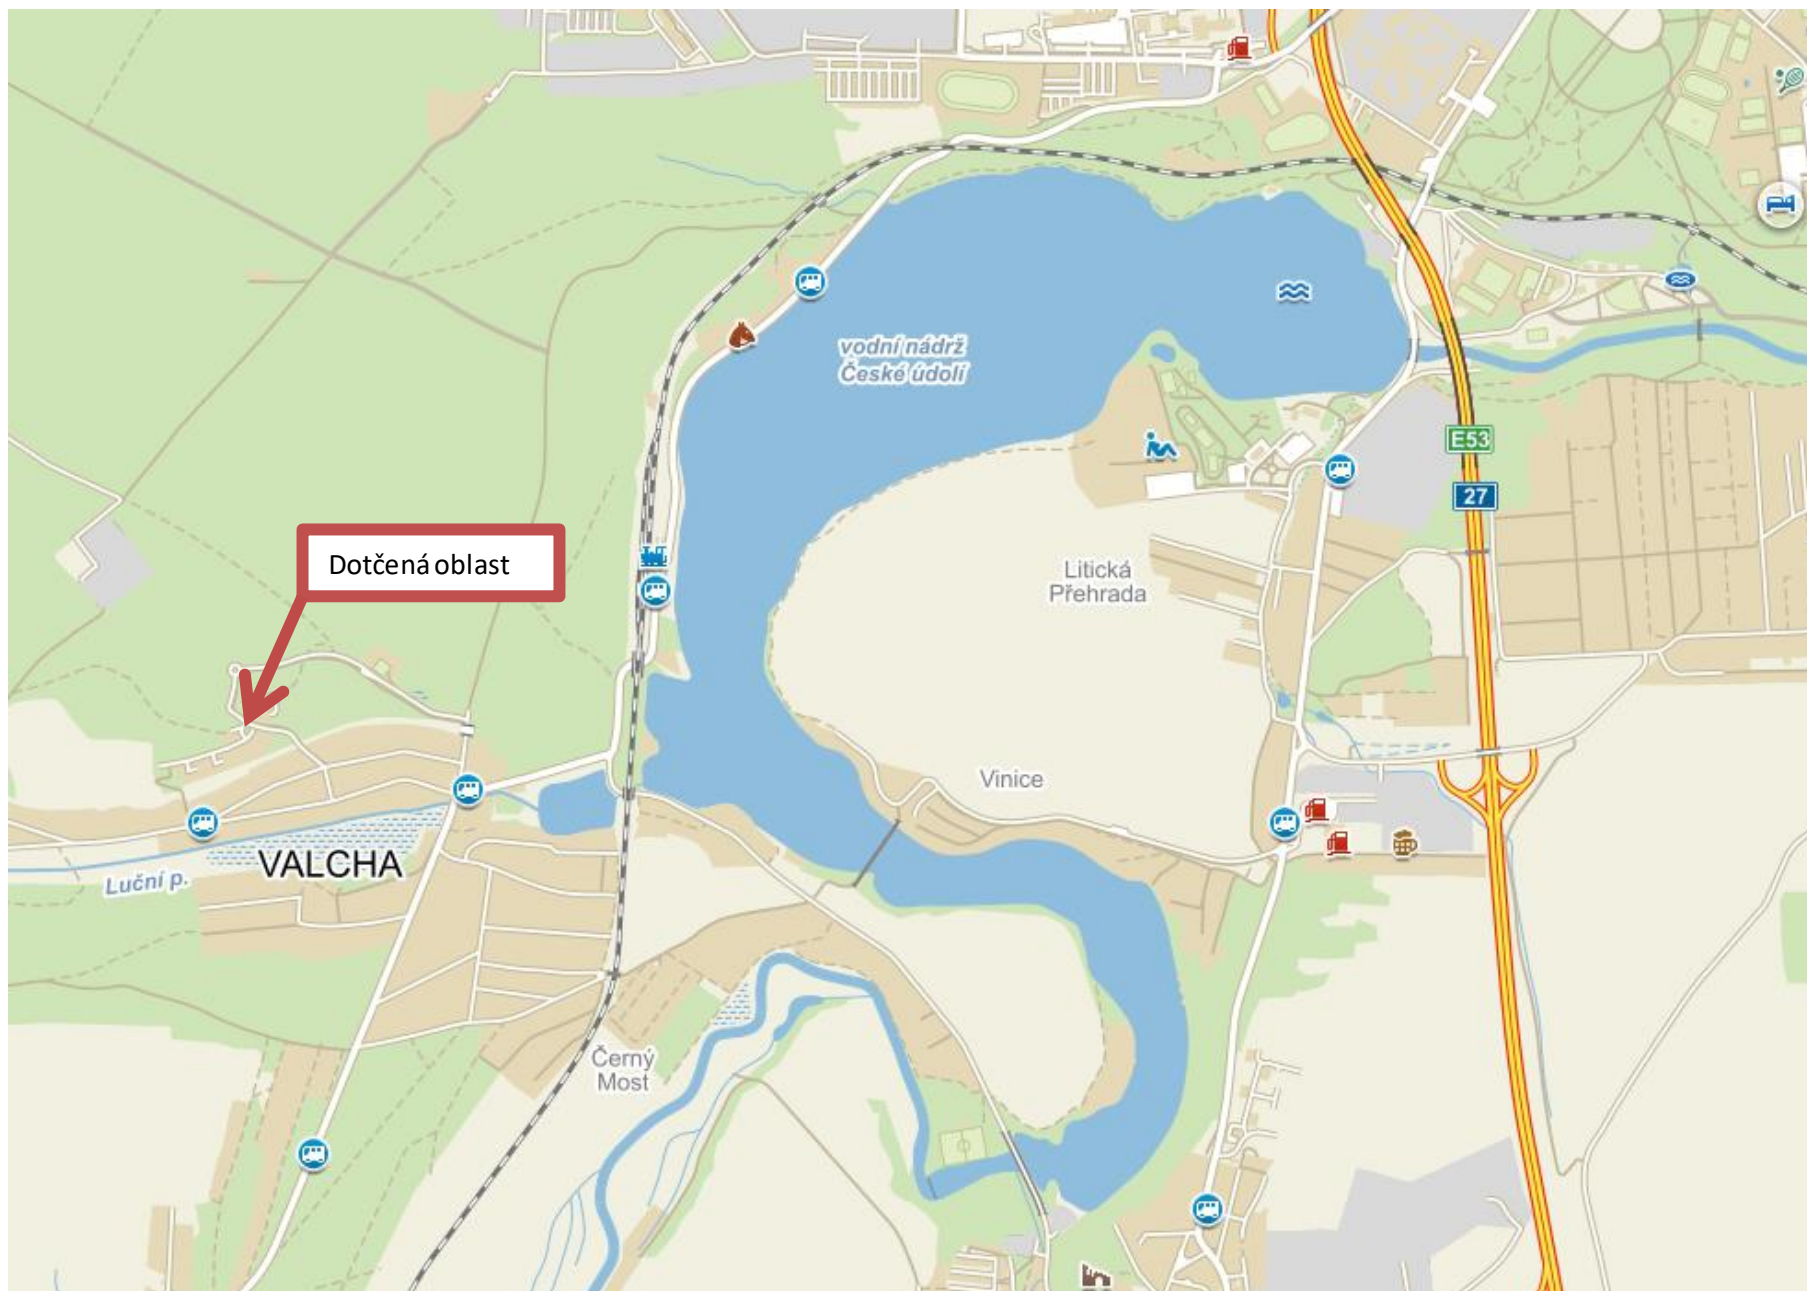 vodní nádrž
České údolí
E53
27
Dotčená oblast
Litická
Přehrada
Vinice
VALCHA
Luční p.
Černý
Most